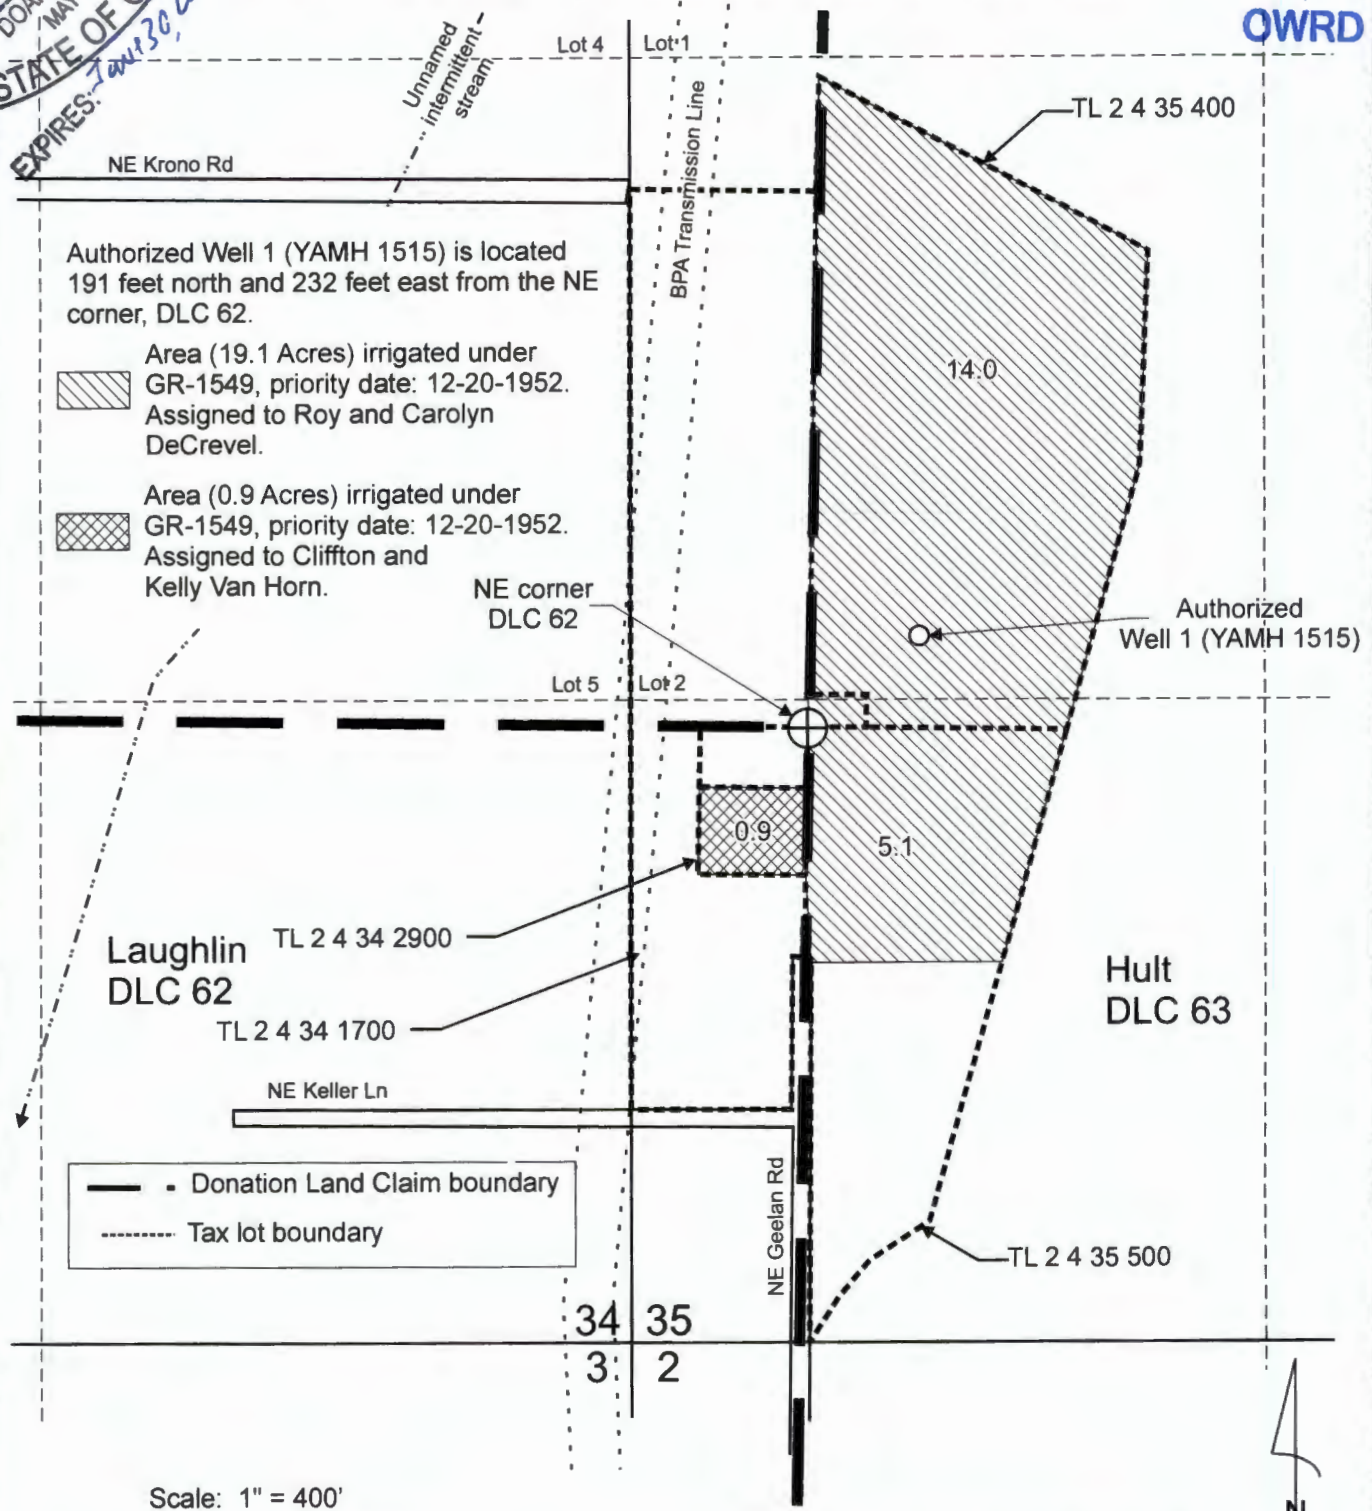 OWRD
DOA
MAY
STATE OF
EXPIRES:
Lot 4
Lot 1
Unnamed
intermittent
stream
TL 2 4 35 400
NE Krono Rd
BPA Transmission Line
Authorized Well 1 (YAMH 1515) is located
191 feet north and 232 feet east from the NE
corner, DLC 62.
Area (19.1 Acres) irrigated under
GR-1549, priority date: 12-20-1952.
Assigned to Roy and Carolyn
DeCrevel.
14.0
Area (0.9 Acres) irrigated under
GR-1549, priority date: 12-20-1952.
Assigned to Cliffton and
Kelly Van Horn.
NE corner
DLC 62
Authorized
Well 1 (YAMH 1515)
Lot 5
Lot 2
0.9
5.1
TL 2 4 34 2900
Laughlin
DLC 62
Hult
DLC 63
TL 2 4 34 1700
NE Keller Ln
Donation Land Claim boundary
Tax lot boundary
NE Geelan Rd
TL 2 4 35 500
34
35
3
2
N
Scale: 1" = 400'